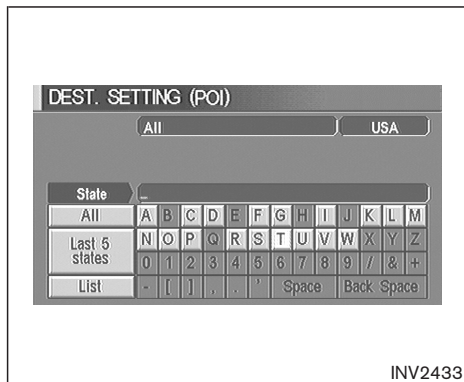 DEST. SETTING (POI)
All USA
State _
All A B C D E F G H I J K L M
Last 5 states N O P Q R S T U V W X Y Z
0 1 2 3 4 5 6 7 8 9 / & +
List - [ ] , . ' Space Back Space
INV2433